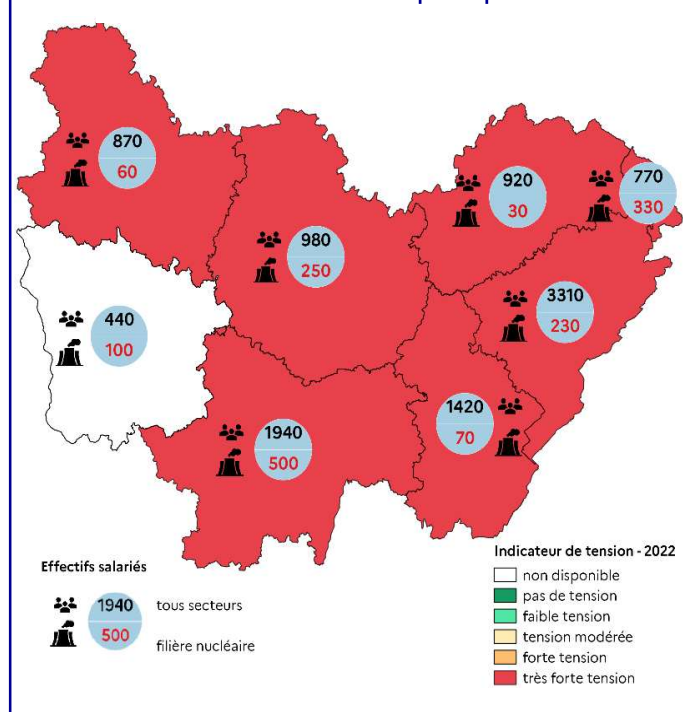 870
60
920
30
770
330
980
250
3310
230
440
100
1420
70
1940
500
Effectifs salariés
1940
tous secteurs
500
filière nucléaire
Indicateur de tension - 2022
non disponible
pas de tension
faible tension
tension modérée
forte tension
très forte tension